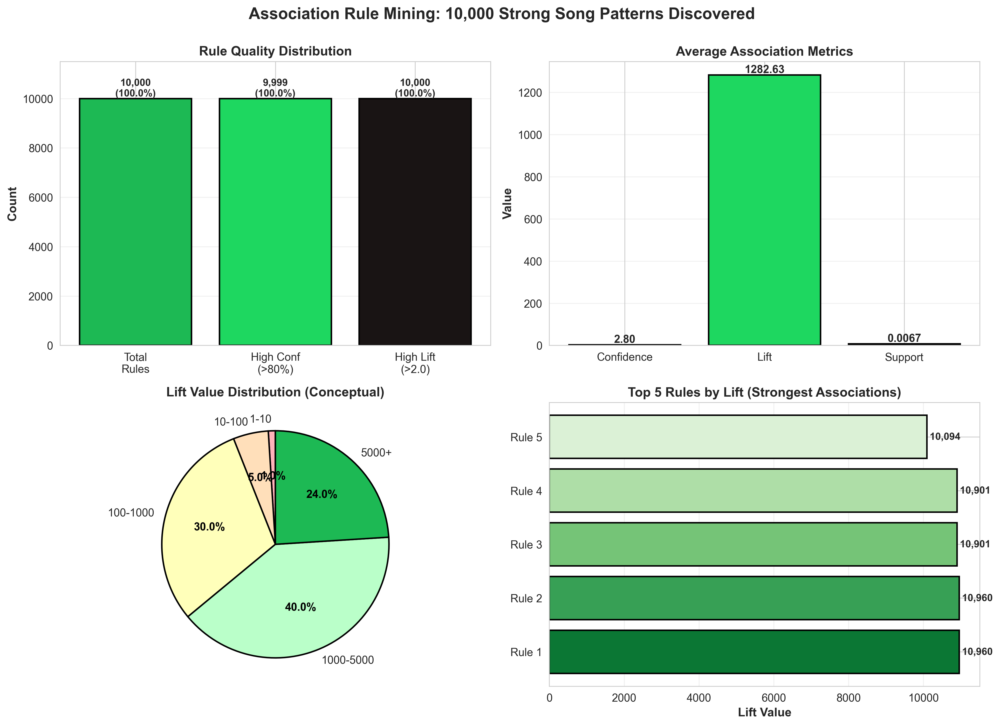 Association Rule Mining: 10,000 Strong Song Patterns Discovered
Rule Quality Distribution
Count
10000
8000
6000
4000
2000
0
10,000
(100.0%)
9,999
(100.0%)
10,000
(100.0%)
Total
Rules
High Conf
(>80%)
High Lift
(>2.0)
Average Association Metrics
Value
1200
1000
800
600
400
200
0
2.80
1282.63
0.0067
Confidence
Lift
Support
Lift Value Distribution (Conceptual)
10-100
1-10
5000+
100-1000
1000-5000
5.0%
1.0%
24.0%
30.0%
40.0%
Top 5 Rules by Lift (Strongest Associations)
Rule 5
10,094
Rule 4
10,901
Rule 3
10,901
Rule 2
10,960
Rule 1
10,960
0
2000
4000
6000
8000
10000
Lift Value